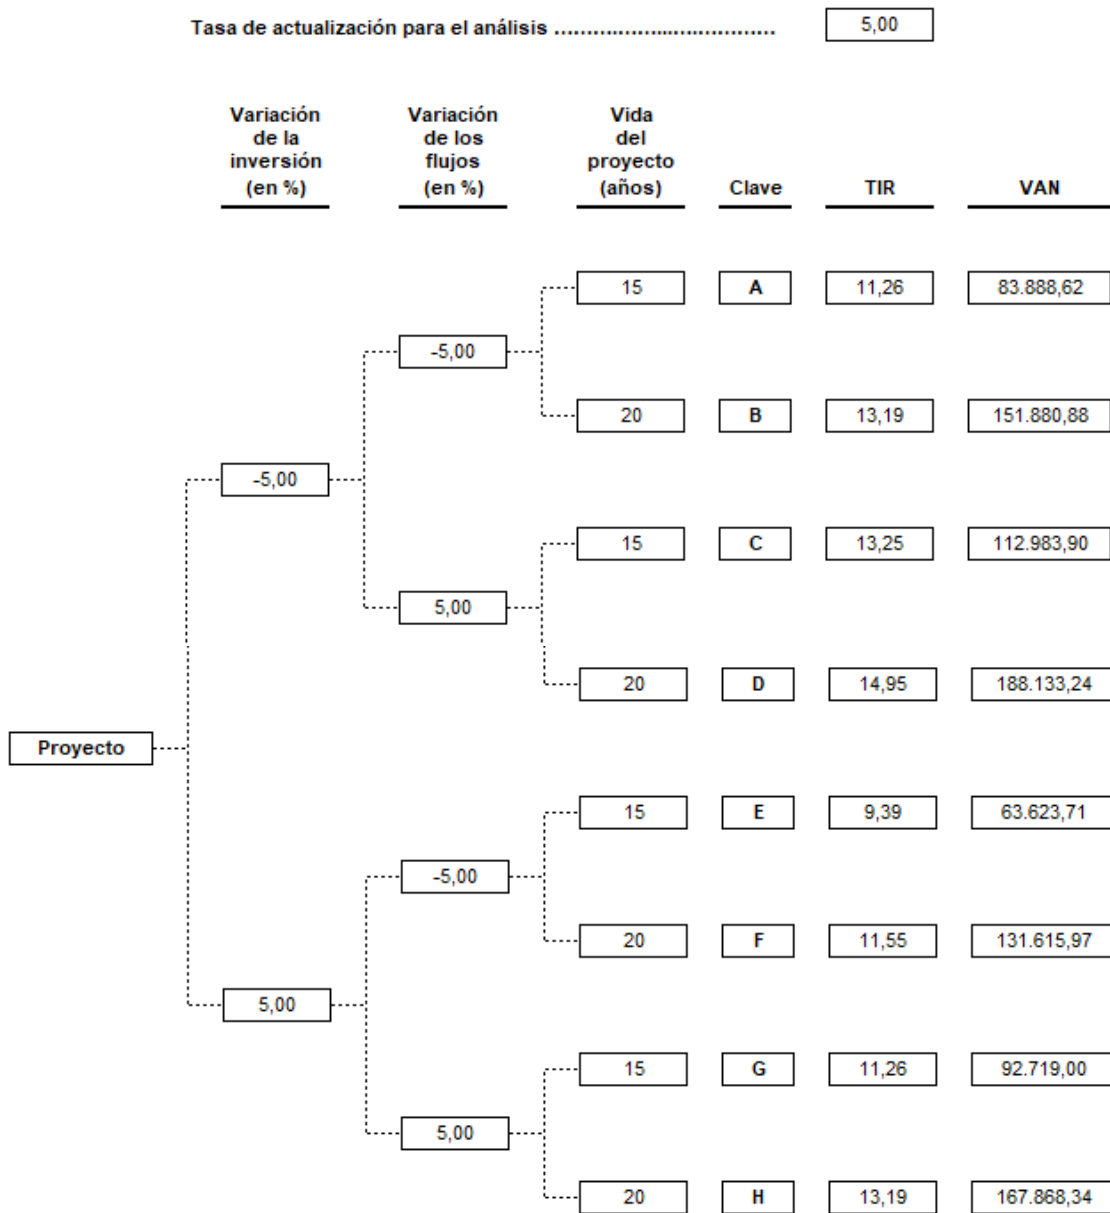 Tasa de actualización para el análisis ................................... 5,00
Variación de la inversión (en %)
Variación de los flujos (en %)
Vida del proyecto (años)
Clave
TIR
VAN
15 A 11,26 83.888,62
-5,00
20 B 13,19 151.880,88
-5,00
15 C 13,25 112.983,90
5,00
20 D 14,95 188.133,24
Proyecto
15 E 9,39 63.623,71
-5,00
20 F 11,55 131.615,97
5,00
15 G 11,26 92.719,00
5,00
20 H 13,19 167.868,34